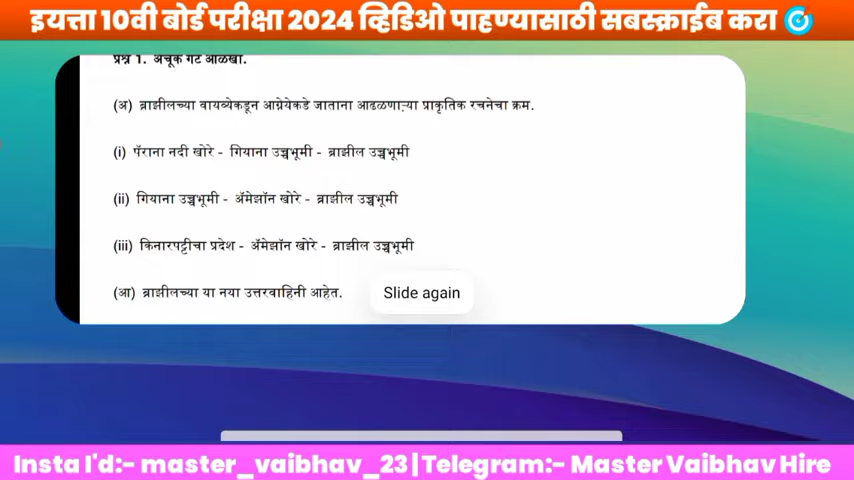 इयत्ता 10वी बोर्ड परीक्षा 2024 व्हिडिओ पाहण्यासाठी सबस्क्राईब करा
प्रश्न 1. अचूक गट ओळखा.
(अ) ब्राझीलच्या वायव्येकडून आग्नेयेकडे जाताना आढळणाऱ्या प्राकृतिक रचनेचा क्रम.
(i) पॅराना नदी खोरे - गियाना उच्चभूमी - ब्राझील उच्चभूमी
(ii) गियाना उच्चभूमी - ॲमेझॉन खोरे - ब्राझील उच्चभूमी
(iii) किनारपट्टीचा प्रदेश - ॲमेझॉन खोरे - ब्राझील उच्चभूमी
(आ) ब्राझीलच्या या नद्या उत्तरवाहिनी आहेत.
Slide again
Insta I'd:- master_vaibhav_23|Telegram:- Master Vaibhav Hire